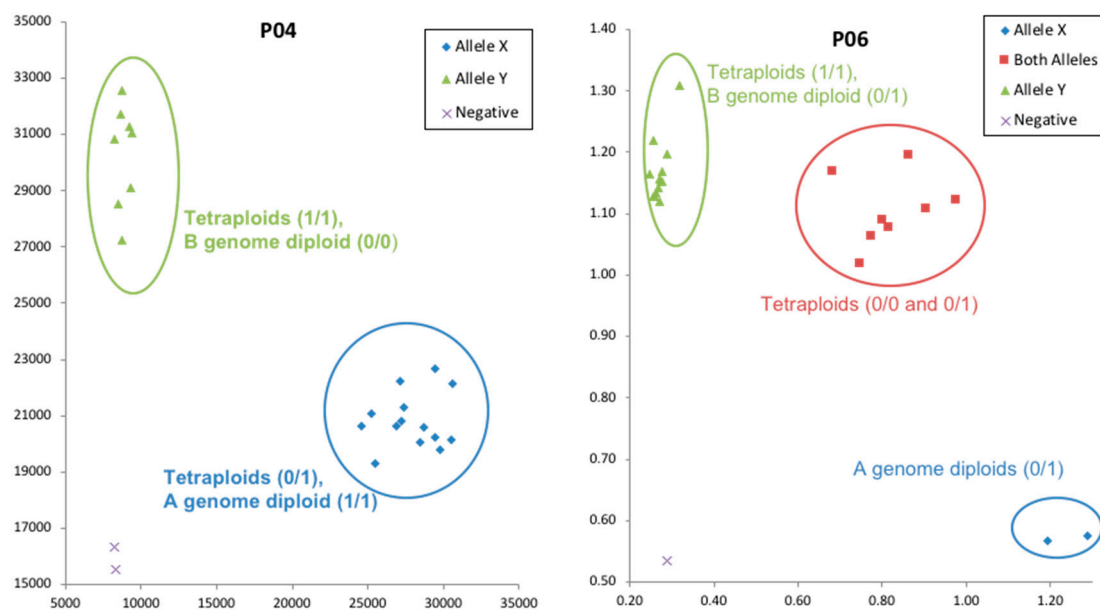 P04
35000
33000
31000
29000
27000
25000
23000
21000
19000
17000
15000
5000 10000 15000 20000 25000 30000 35000
Allele X
Allele Y
Negative
Tetraploids (1/1),
B genome diploid (0/0)
Tetraploids (0/1),
A genome diploid (1/1)
P06
1.40
1.30
1.20
1.10
1.00
0.90
0.80
0.70
0.60
0.50
0.20 0.40 0.60 0.80 1.00 1.20
Allele X
Both Alleles
Allele Y
Negative
Tetraploids (1/1),
B genome diploid (0/1)
Tetraploids (0/0 and 0/1)
A genome diploids (0/1)